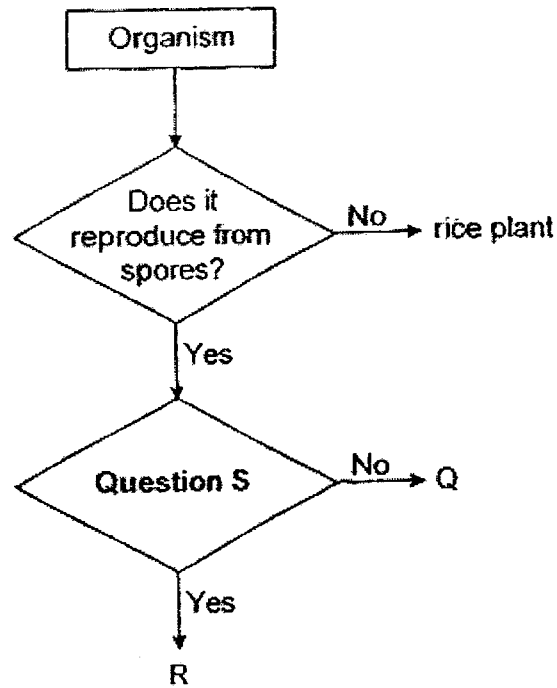 Organism
Does it
reproduce from
spores?
No
rice plant
Yes
Question S
No
Q
Yes
R